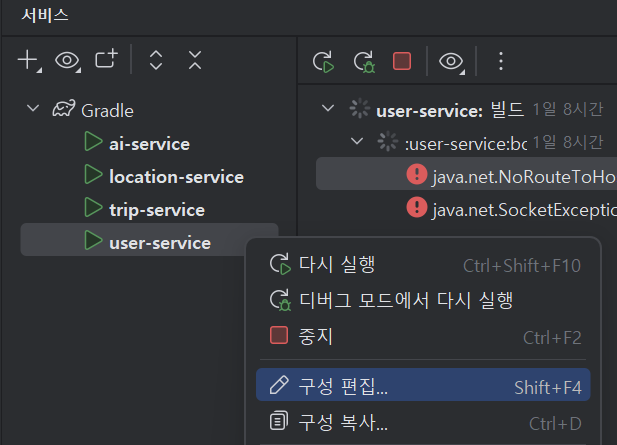 서비스
Gradle
ai-service
location-service
trip-service
user-service
user-service: 빌드 1일 8시간
:user-service:bo 1일 8시간
java.net.NoRouteToHo
java.net.SocketExceptio
다시 실행 Ctrl+Shift+F10
디버그 모드에서 다시 실행
중지 Ctrl+F2
구성 편집... Shift+F4
구성 복사... Ctrl+D